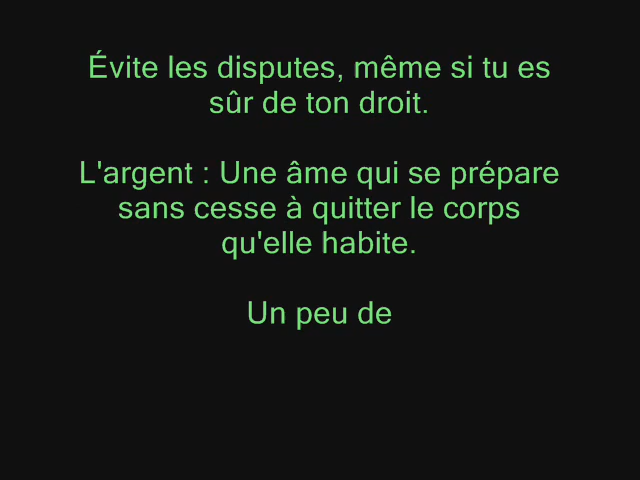 Évite les disputes, même si tu es
sûr de ton droit.
L'argent : Une âme qui se prépare
sans cesse à quitter le corps
qu'elle habite.
Un peu de